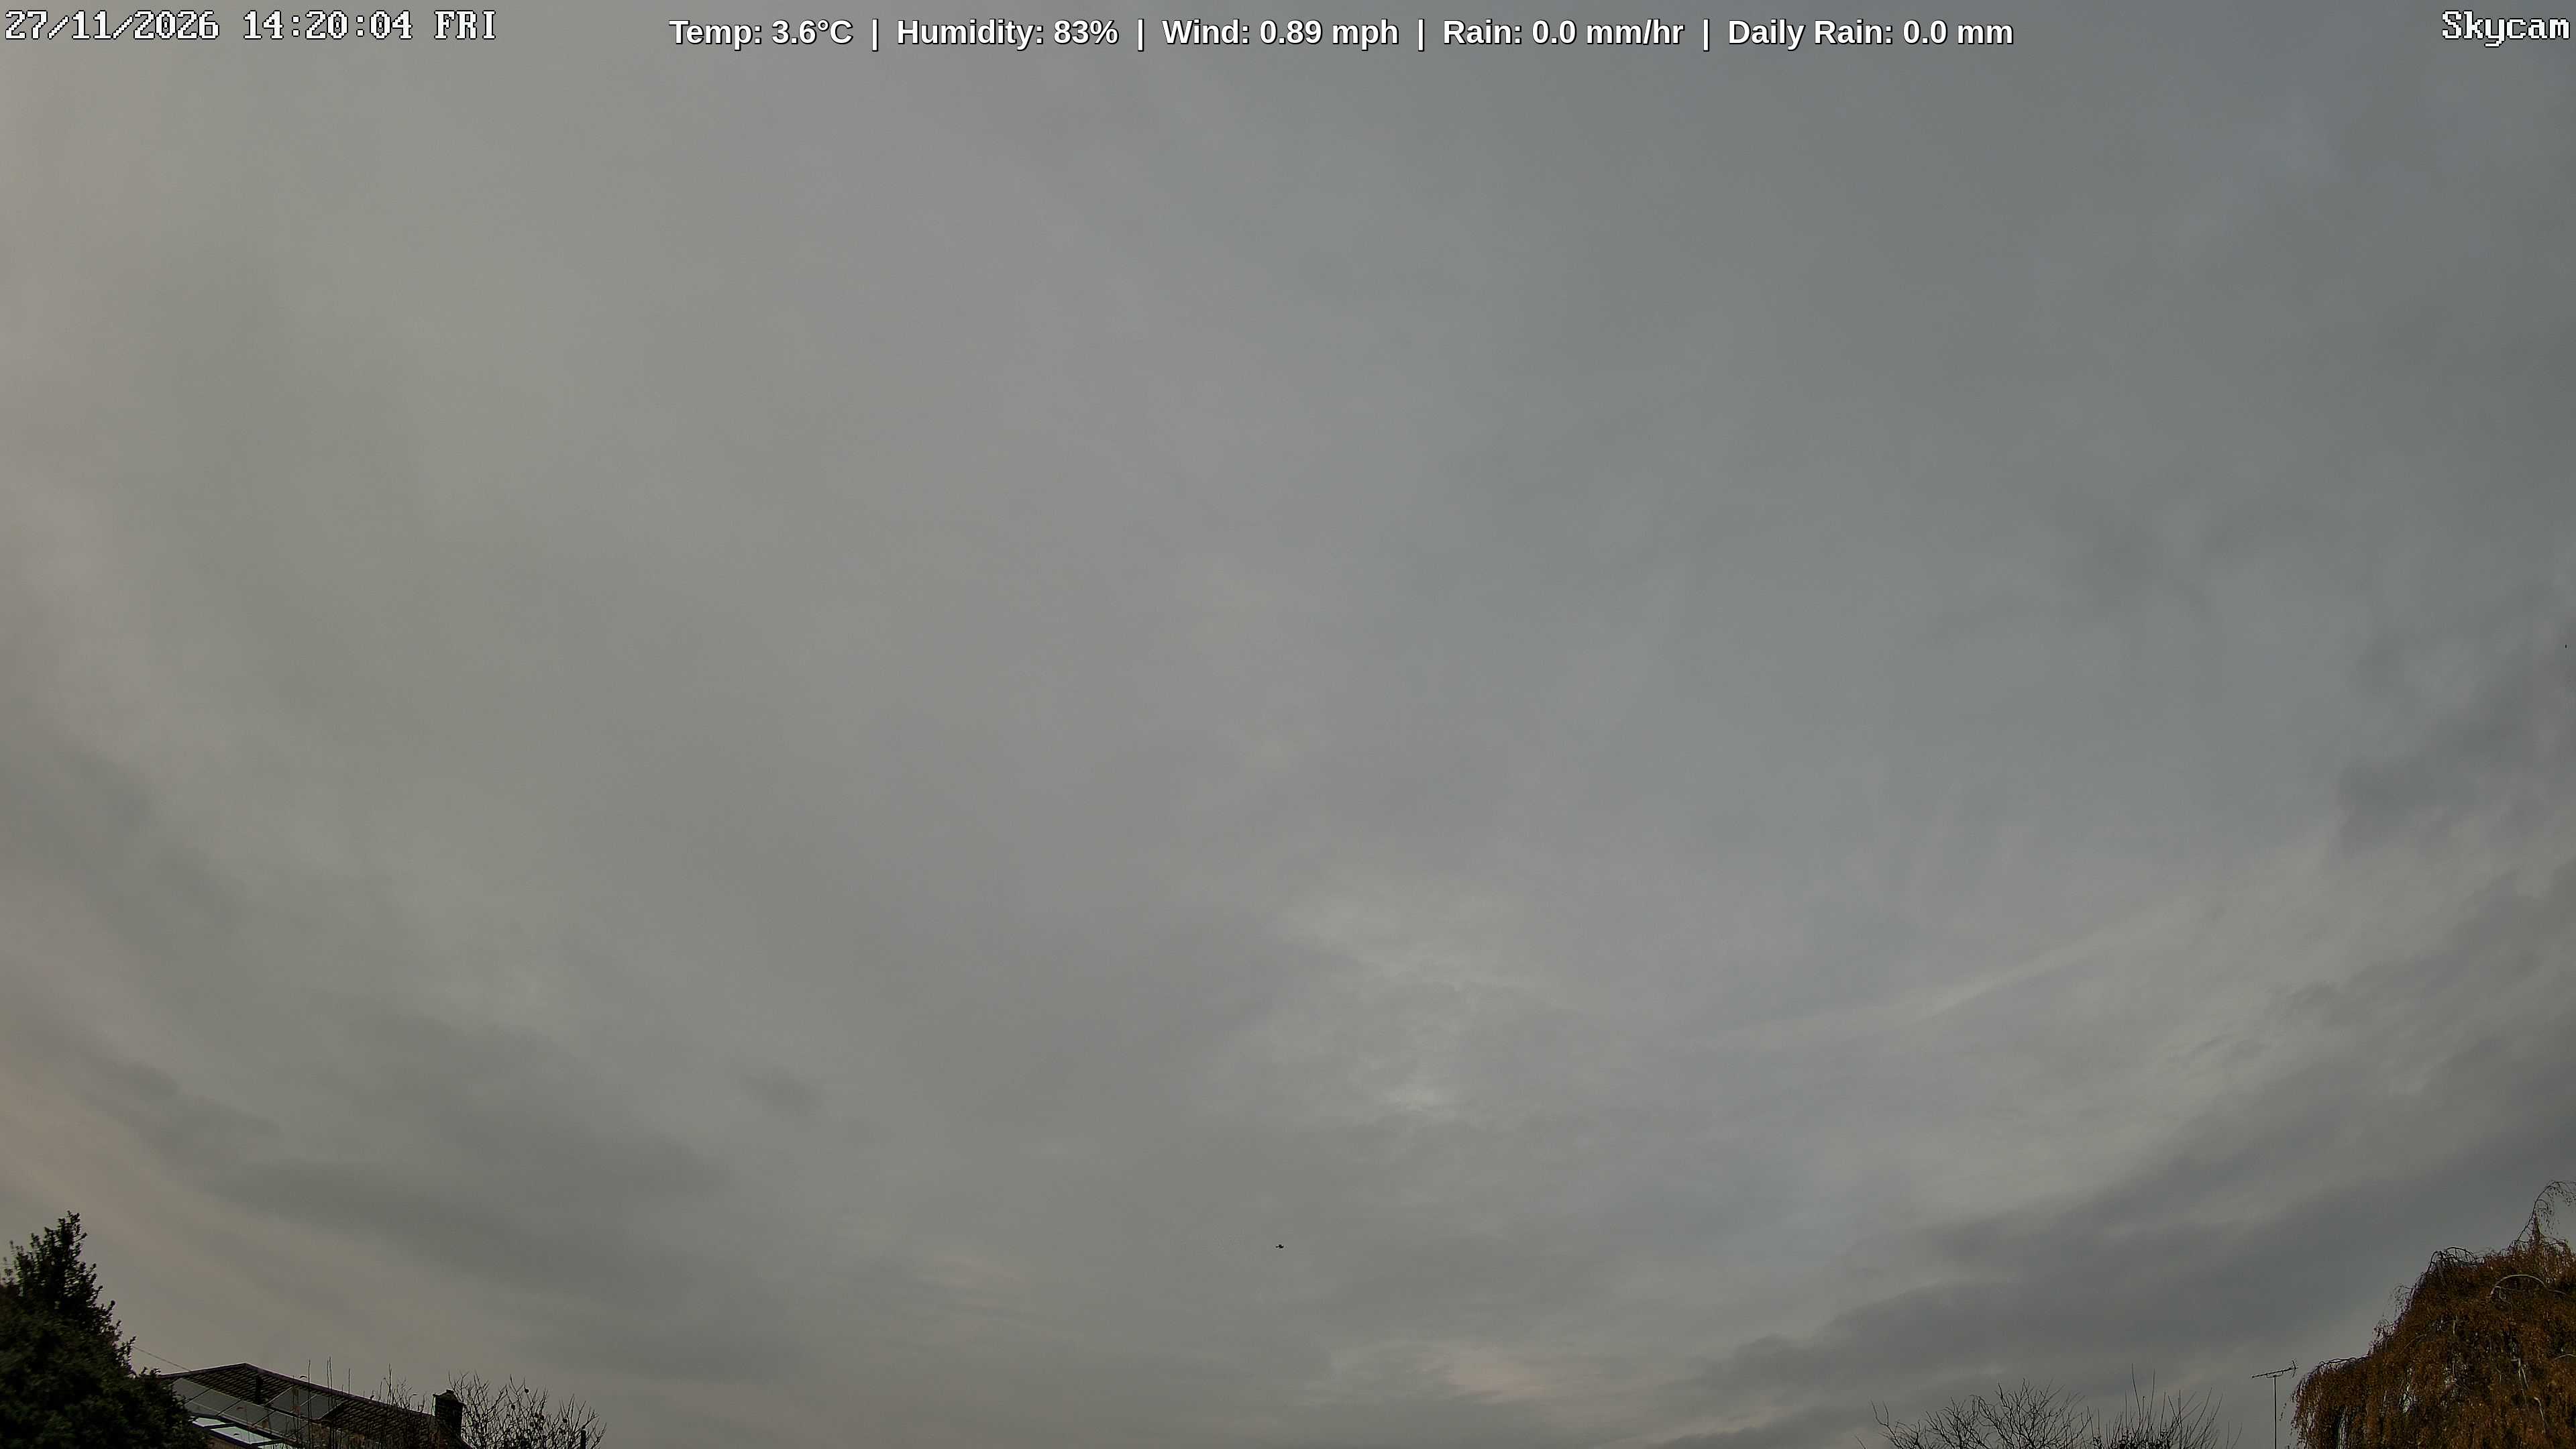 27/11/2026 14:20:04 FRI
Temp: 3.6°C | Humidity: 83% | Wind: 0.89 mph | Rain: 0.0 mm/hr | Daily Rain: 0.0 mm
Skycam